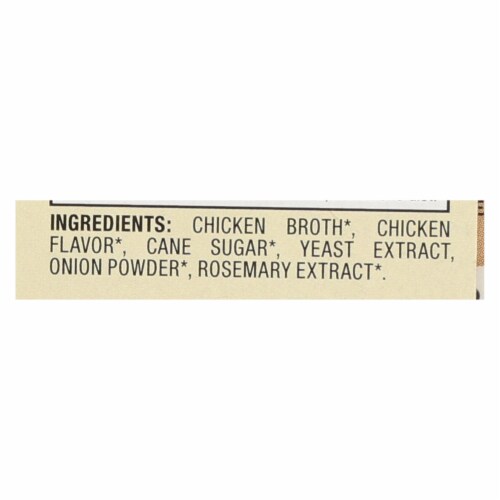 INGREDIENTS: CHICKEN BROTH*, CHICKEN
FLAVOR*, CANE SUGAR*, YEAST EXTRACT,
ONION POWDER*, ROSEMARY EXTRACT*.